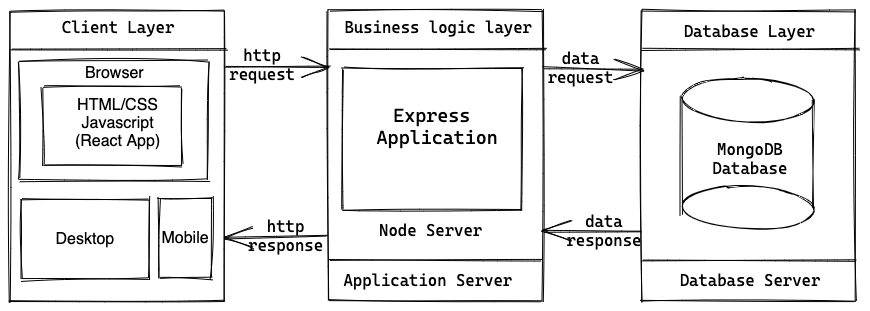 Client Layer
Browser
HTML/CSS
Javascript
(React App)
Desktop
Mobile
http
request
http
response
Business logic layer
Express
Application
Node Server
Application Server
data
request
data
response
Database Layer
MongoDB
Database
Database Server